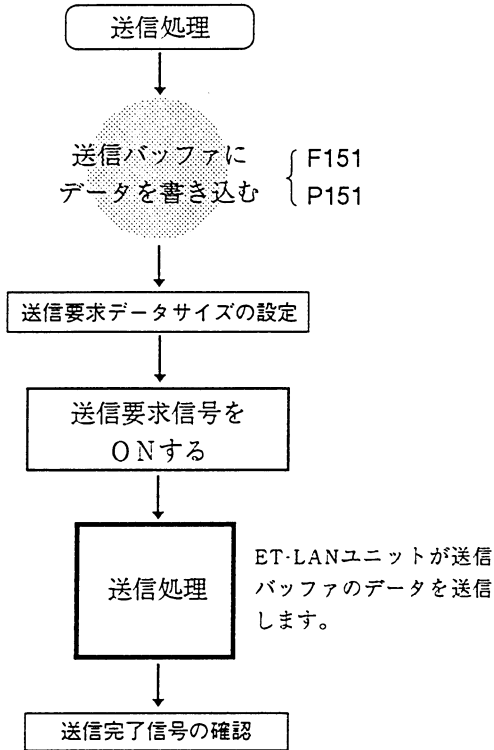 送信処理
送信バッファに
データを書き込む
F151
P151
送信要求データサイズの設定
送信要求信号を
ONする
送信処理
ET-LANユニットが送信
バッファのデータを送信
します。
送信完了信号の確認